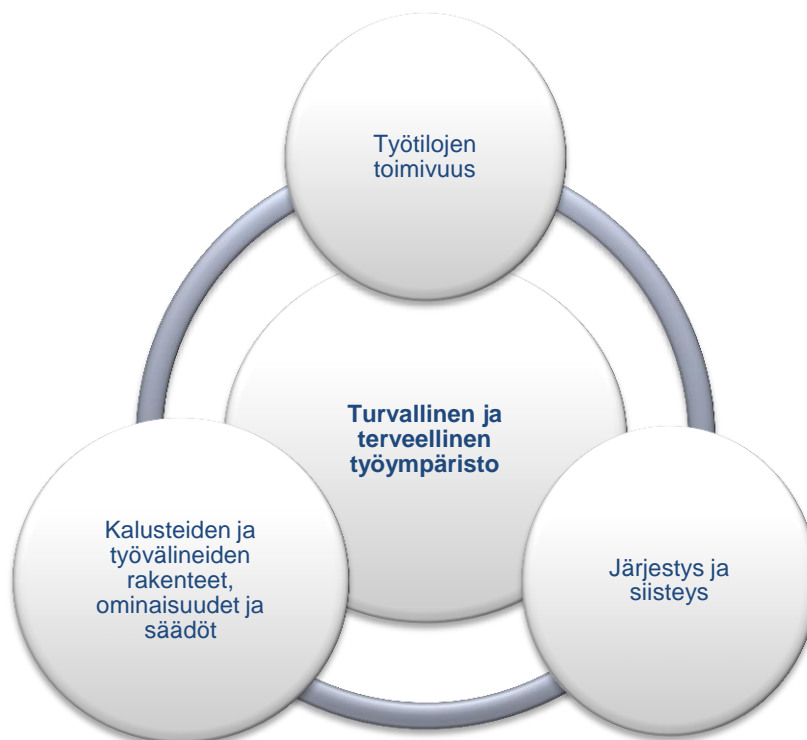 Työtilojen
toimivuus
Turvallinen ja
terveellinen
työympäristo
Kalusteiden ja
työvälineiden
rakenteet,
ominaisuudet ja
säädöt
Järjestys ja
siisteys